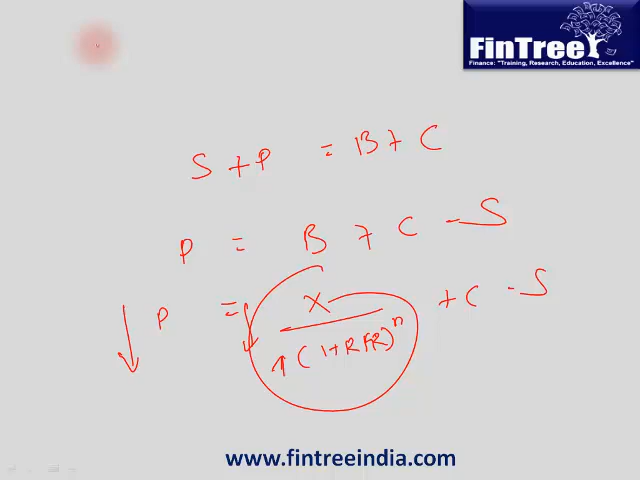 FinTree
Finance: "Training, Research, Education, Excellence"
S + P = B + C
P = B + C - S
↓ P = ↓ X / ↑ (1 + RFR)^n + C - S
www.fintreeindia.com